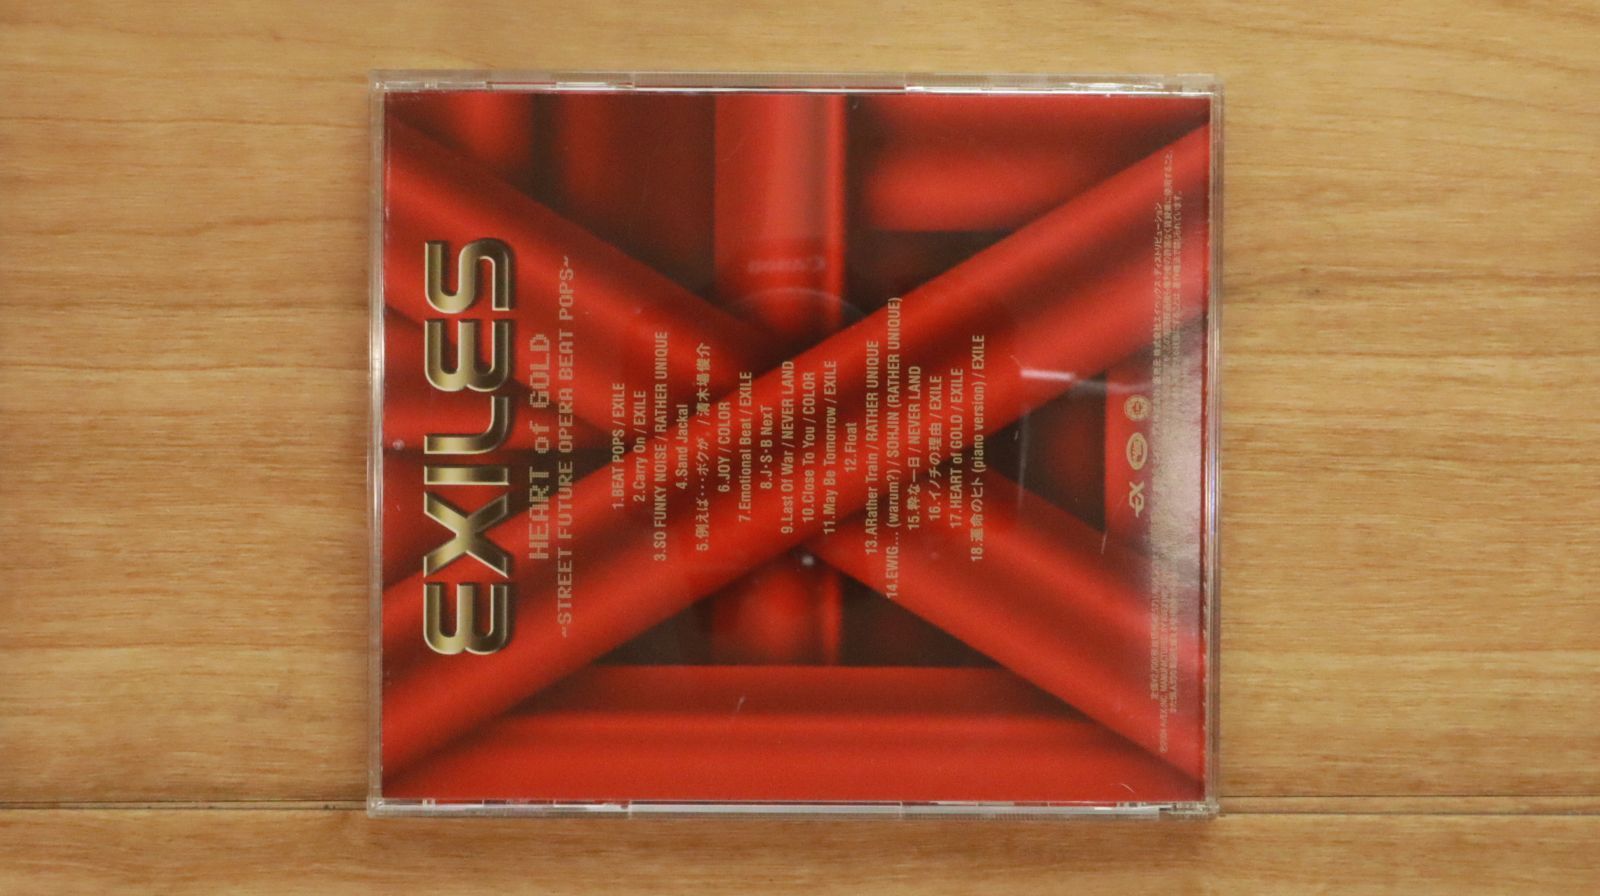 EXILES
HEART of GOLD
~STREET FUTURE OPERA BEAT POPS~
1.BEAT POPS / EXILE
2.Carry On / EXILE
3.SO FUNKY NOISE / RATHER UNIQUE
4.Sand Jackal
5.例えば・・・ボクが / 清木場俊介
6.JOY / COLOR
7.Emotional Beat / EXILE
8.J・S・B NexT
9.Last Of War / NEVER LAND
10.Close To You / COLOR
11.May Be Tomorrow / EXILE
12.Float
13.ARather Train / RATHER UNIQUE
14.EWIG... (warum?) / SOHJIN (RATHER UNIQUE)
15.粋な一日 / NEVER LAND
16.イノチの理由 / EXILE
17.HEART of GOLD / EXILE
18.運命のヒト (piano version) / EXILE
EX